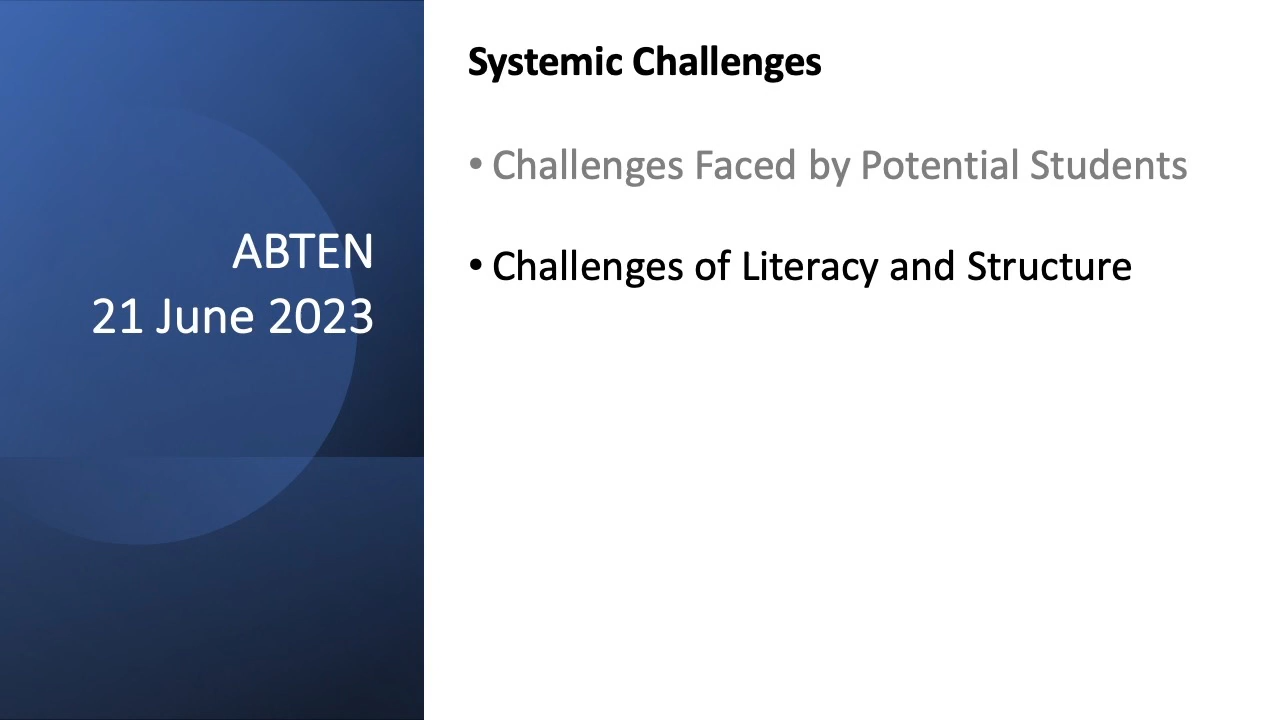 ABTEN
21 June 2023
Systemic Challenges
• Challenges Faced by Potential Students
• Challenges of Literacy and Structure